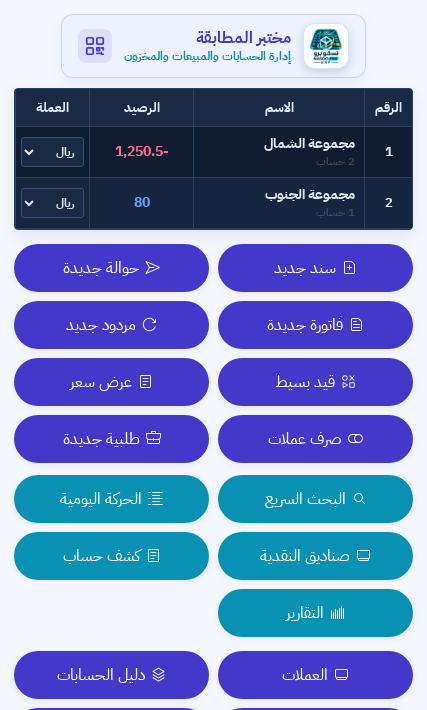 مختبر المطابقة
إدارة الحسابات والمبيعات والمخزون
الرقم الاسم الرصيد العملة
1 مجموعة الشمال -1,250.5 ريال
2 حساب
2 مجموعة الجنوب 80 ريال
1 حساب
سند جديد حوالة جديدة
فاتورة جديدة مردود جديد
قيد بسيط عرض سعر
صرف عملات طلبية جديدة
البحث السريع الحركة اليومية
صناديق النقدية كشف حساب
التقارير
العملات دليل الحسابات